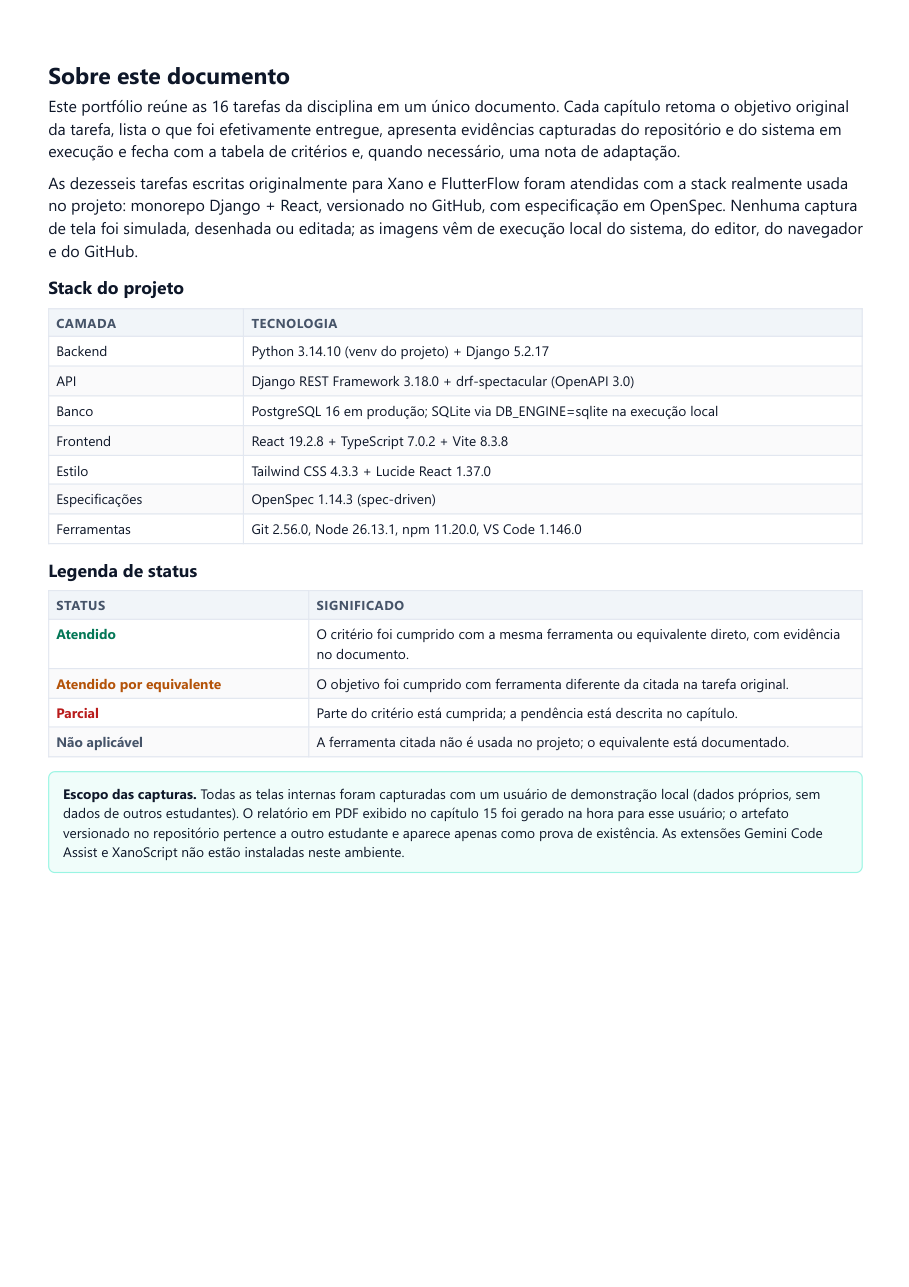 Sobre este documento
Este portfólio reúne as 16 tarefas da disciplina em um único documento. Cada capítulo retoma o objetivo original
da tarefa, lista o que foi efetivamente entregue, apresenta evidências capturadas do repositório e do sistema em
execução e fecha com a tabela de critérios e, quando necessário, uma nota de adaptação.
As dezesseis tarefas escritas originalmente para Xano e FlutterFlow foram atendidas com a stack realmente usada
no projeto: monorepo Django + React, versionado no GitHub, com especificação em OpenSpec. Nenhuma captura
de tela foi simulada, desenhada ou editada; as imagens vêm de execução local do sistema, do editor, do navegador
e do GitHub.
Stack do projeto
CAMADA TECNOLOGIA
Backend Python 3.14.10 (venv do projeto) + Django 5.2.17
API Django REST Framework 3.18.0 + drf-spectacular (OpenAPI 3.0)
Banco PostgreSQL 16 em produção; SQLite via DB_ENGINE=sqlite na execução local
Frontend React 19.2.8 + TypeScript 7.0.2 + Vite 8.3.8
Estilo Tailwind CSS 4.3.3 + Lucide React 1.37.0
Especificações OpenSpec 1.14.3 (spec-driven)
Ferramentas Git 2.56.0, Node 26.13.1, npm 11.20.0, VS Code 1.146.0
Legenda de status
STATUS SIGNIFICADO
Atendido O critério foi cumprido com a mesma ferramenta ou equivalente direto, com evidência
no documento.
Atendido por equivalente O objetivo foi cumprido com ferramenta diferente da citada na tarefa original.
Parcial Parte do critério está cumprida; a pendência está descrita no capítulo.
Não aplicável A ferramenta citada não é usada no projeto; o equivalente está documentado.
Escopo das capturas. Todas as telas internas foram capturadas com um usuário de demonstração local (dados próprios, sem
dados de outros estudantes). O relatório em PDF exibido no capítulo 15 foi gerado na hora para esse usuário; o artefato
versionado no repositório pertence a outro estudante e aparece apenas como prova de existência. As extensões Gemini Code
Assist e XanoScript não estão instaladas neste ambiente.